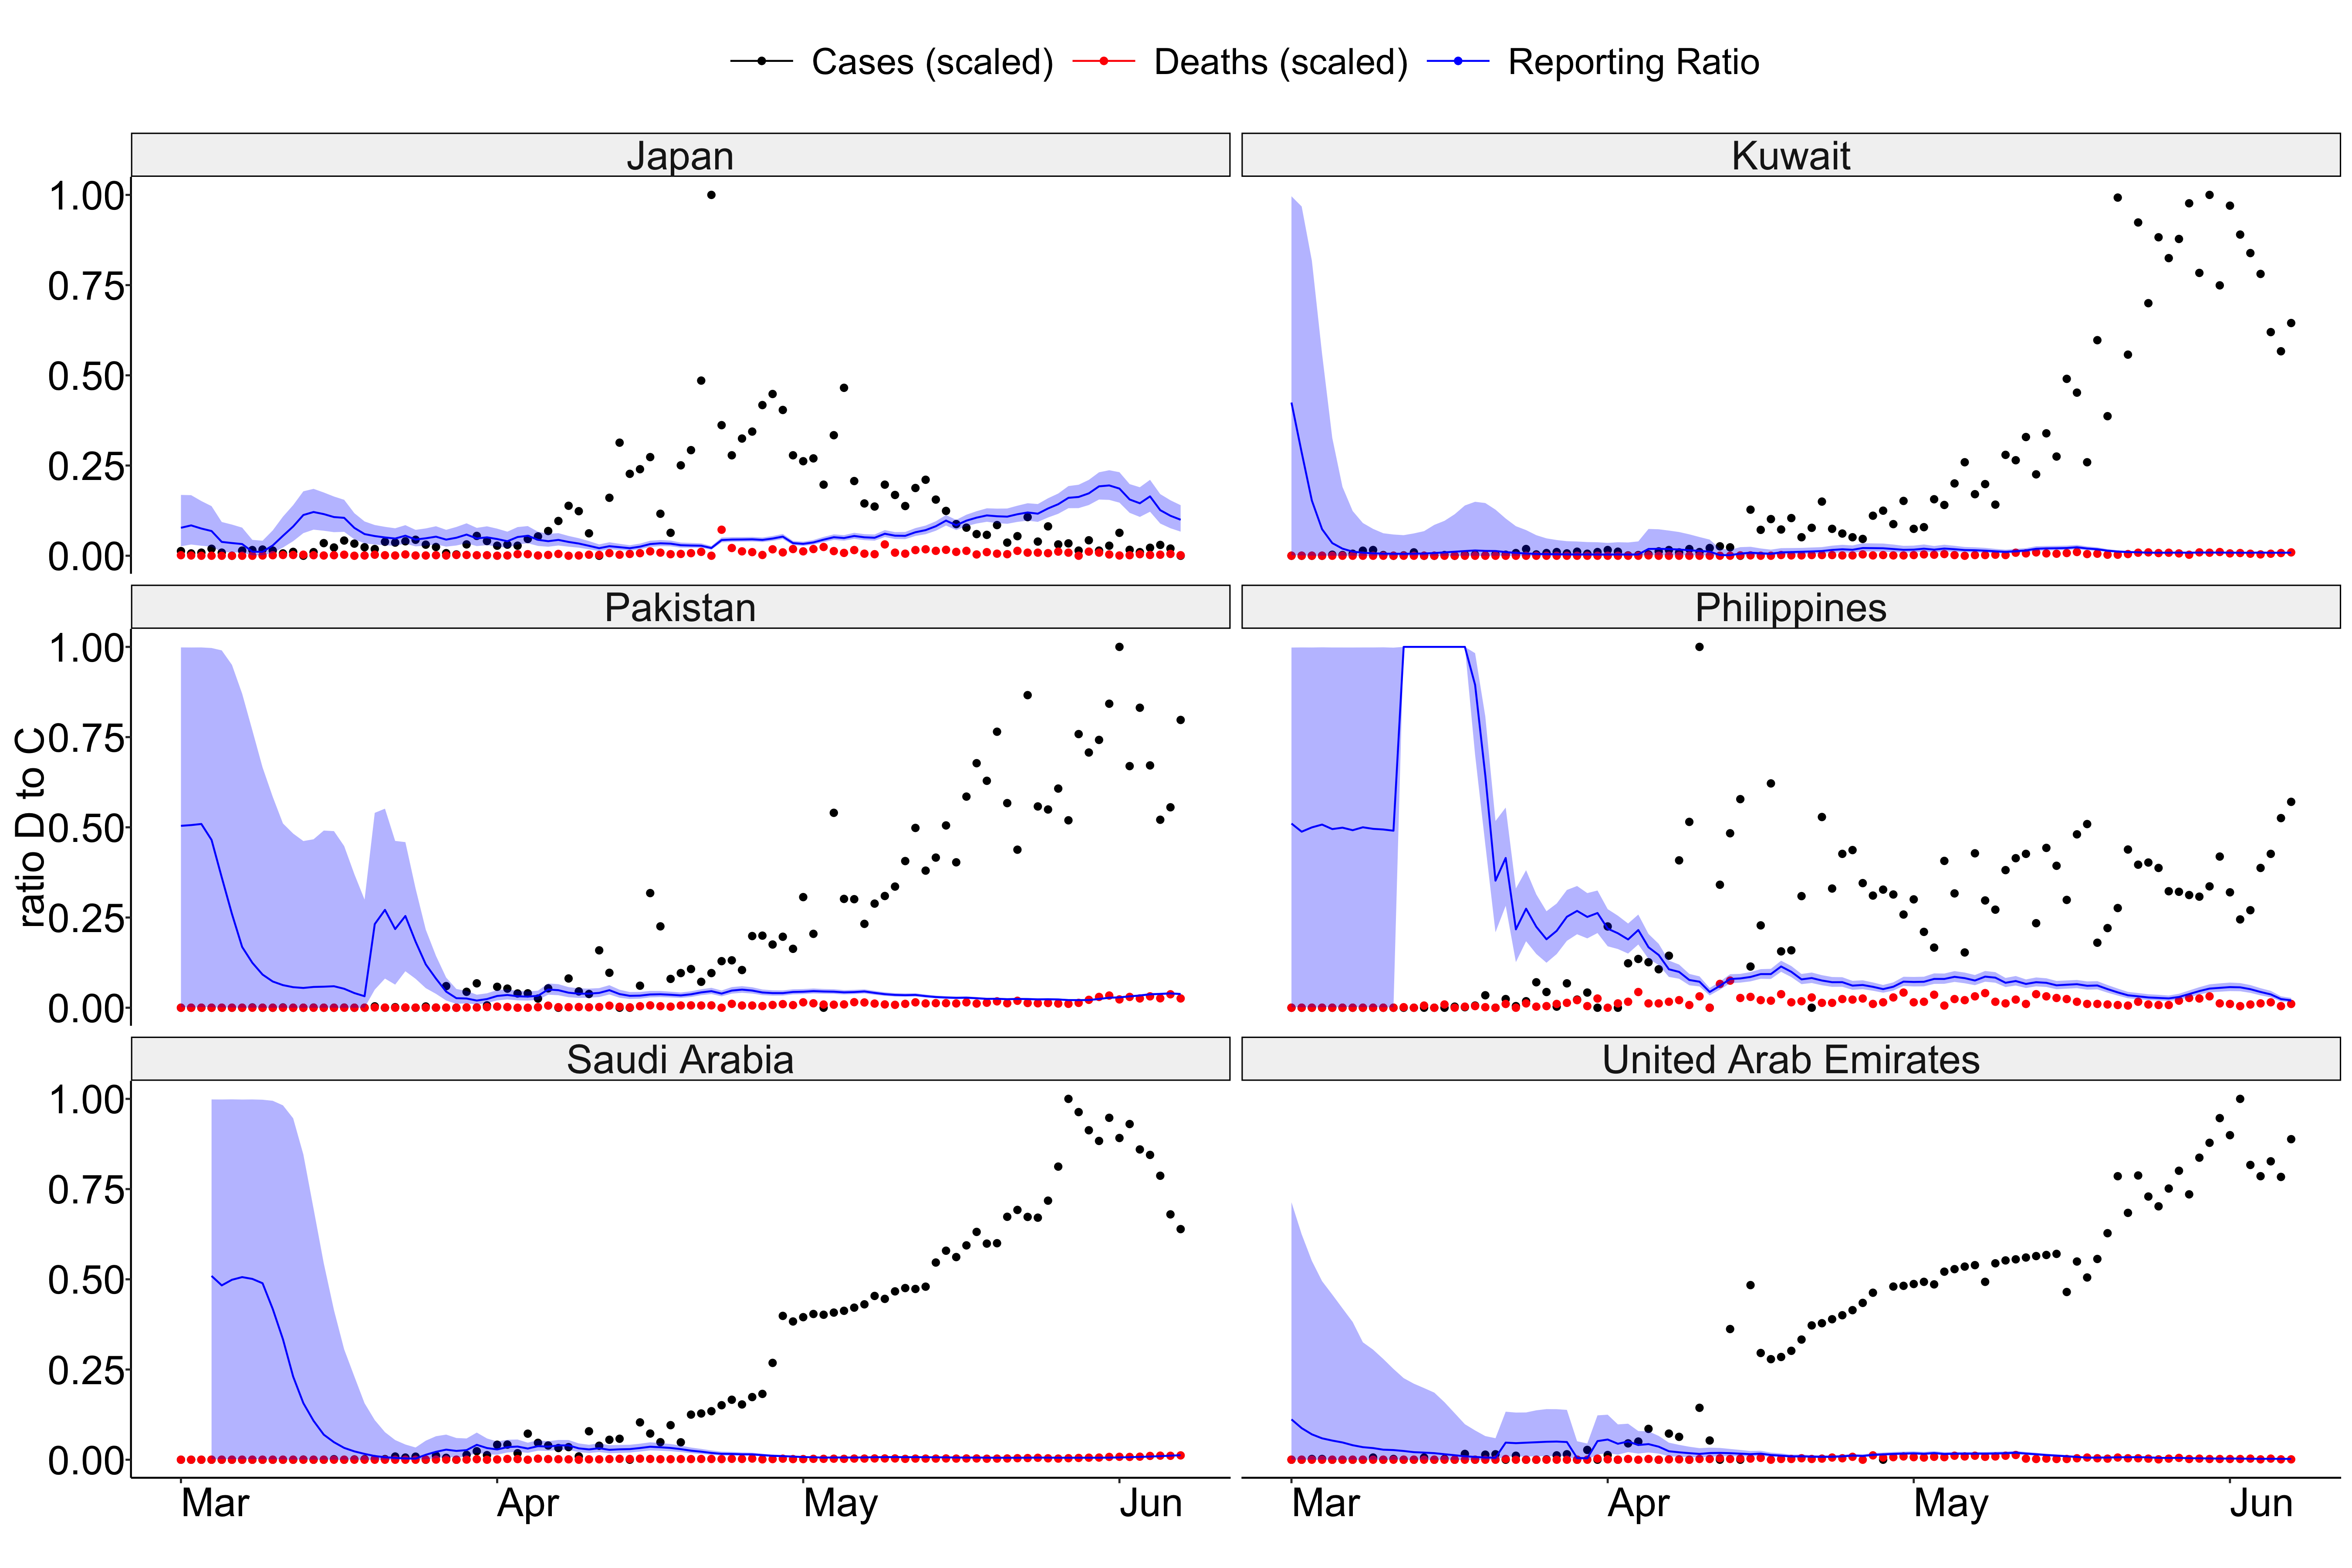 Cases (scaled) Deaths (scaled) Reporting Ratio
Japan Kuwait
1.00
0.75
0.50
0.25
0.00
Pakistan Philippines
1.00
0.75
0.50
0.25
0.00
ratio D to C
Saudi Arabia United Arab Emirates
1.00
0.75
0.50
0.25
0.00
Mar Apr May Jun Mar Apr May Jun